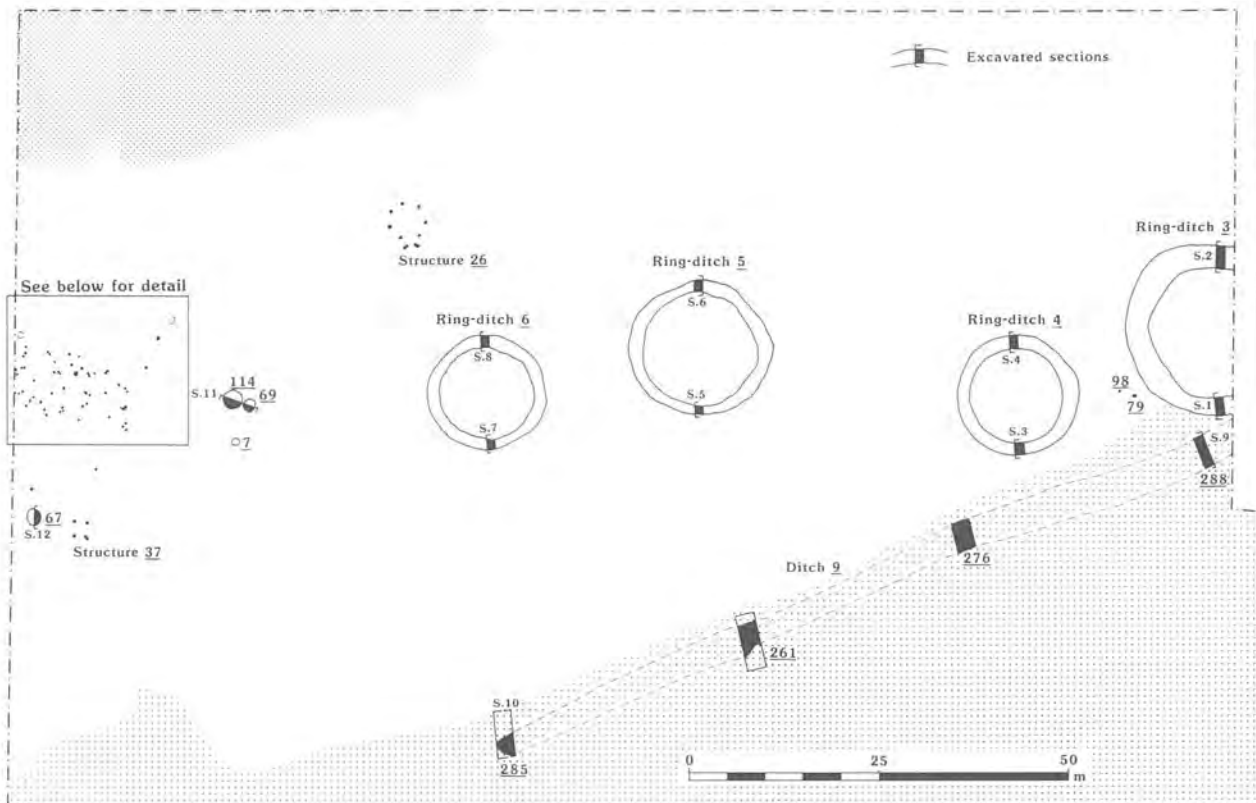 Excavated sections
Ring-ditch 3
S.2
Structure 26
Ring-ditch 5
S.6
See below for detail
Ring-ditch 6
S.8
Ring-ditch 4
S.4
S.11
114
69
98
79
7
S.5
S.1
S.7
S.3
S.9
288
67
S.12
Structure 37
276
Ditch 9
261
S.10
285
0 25 50
m